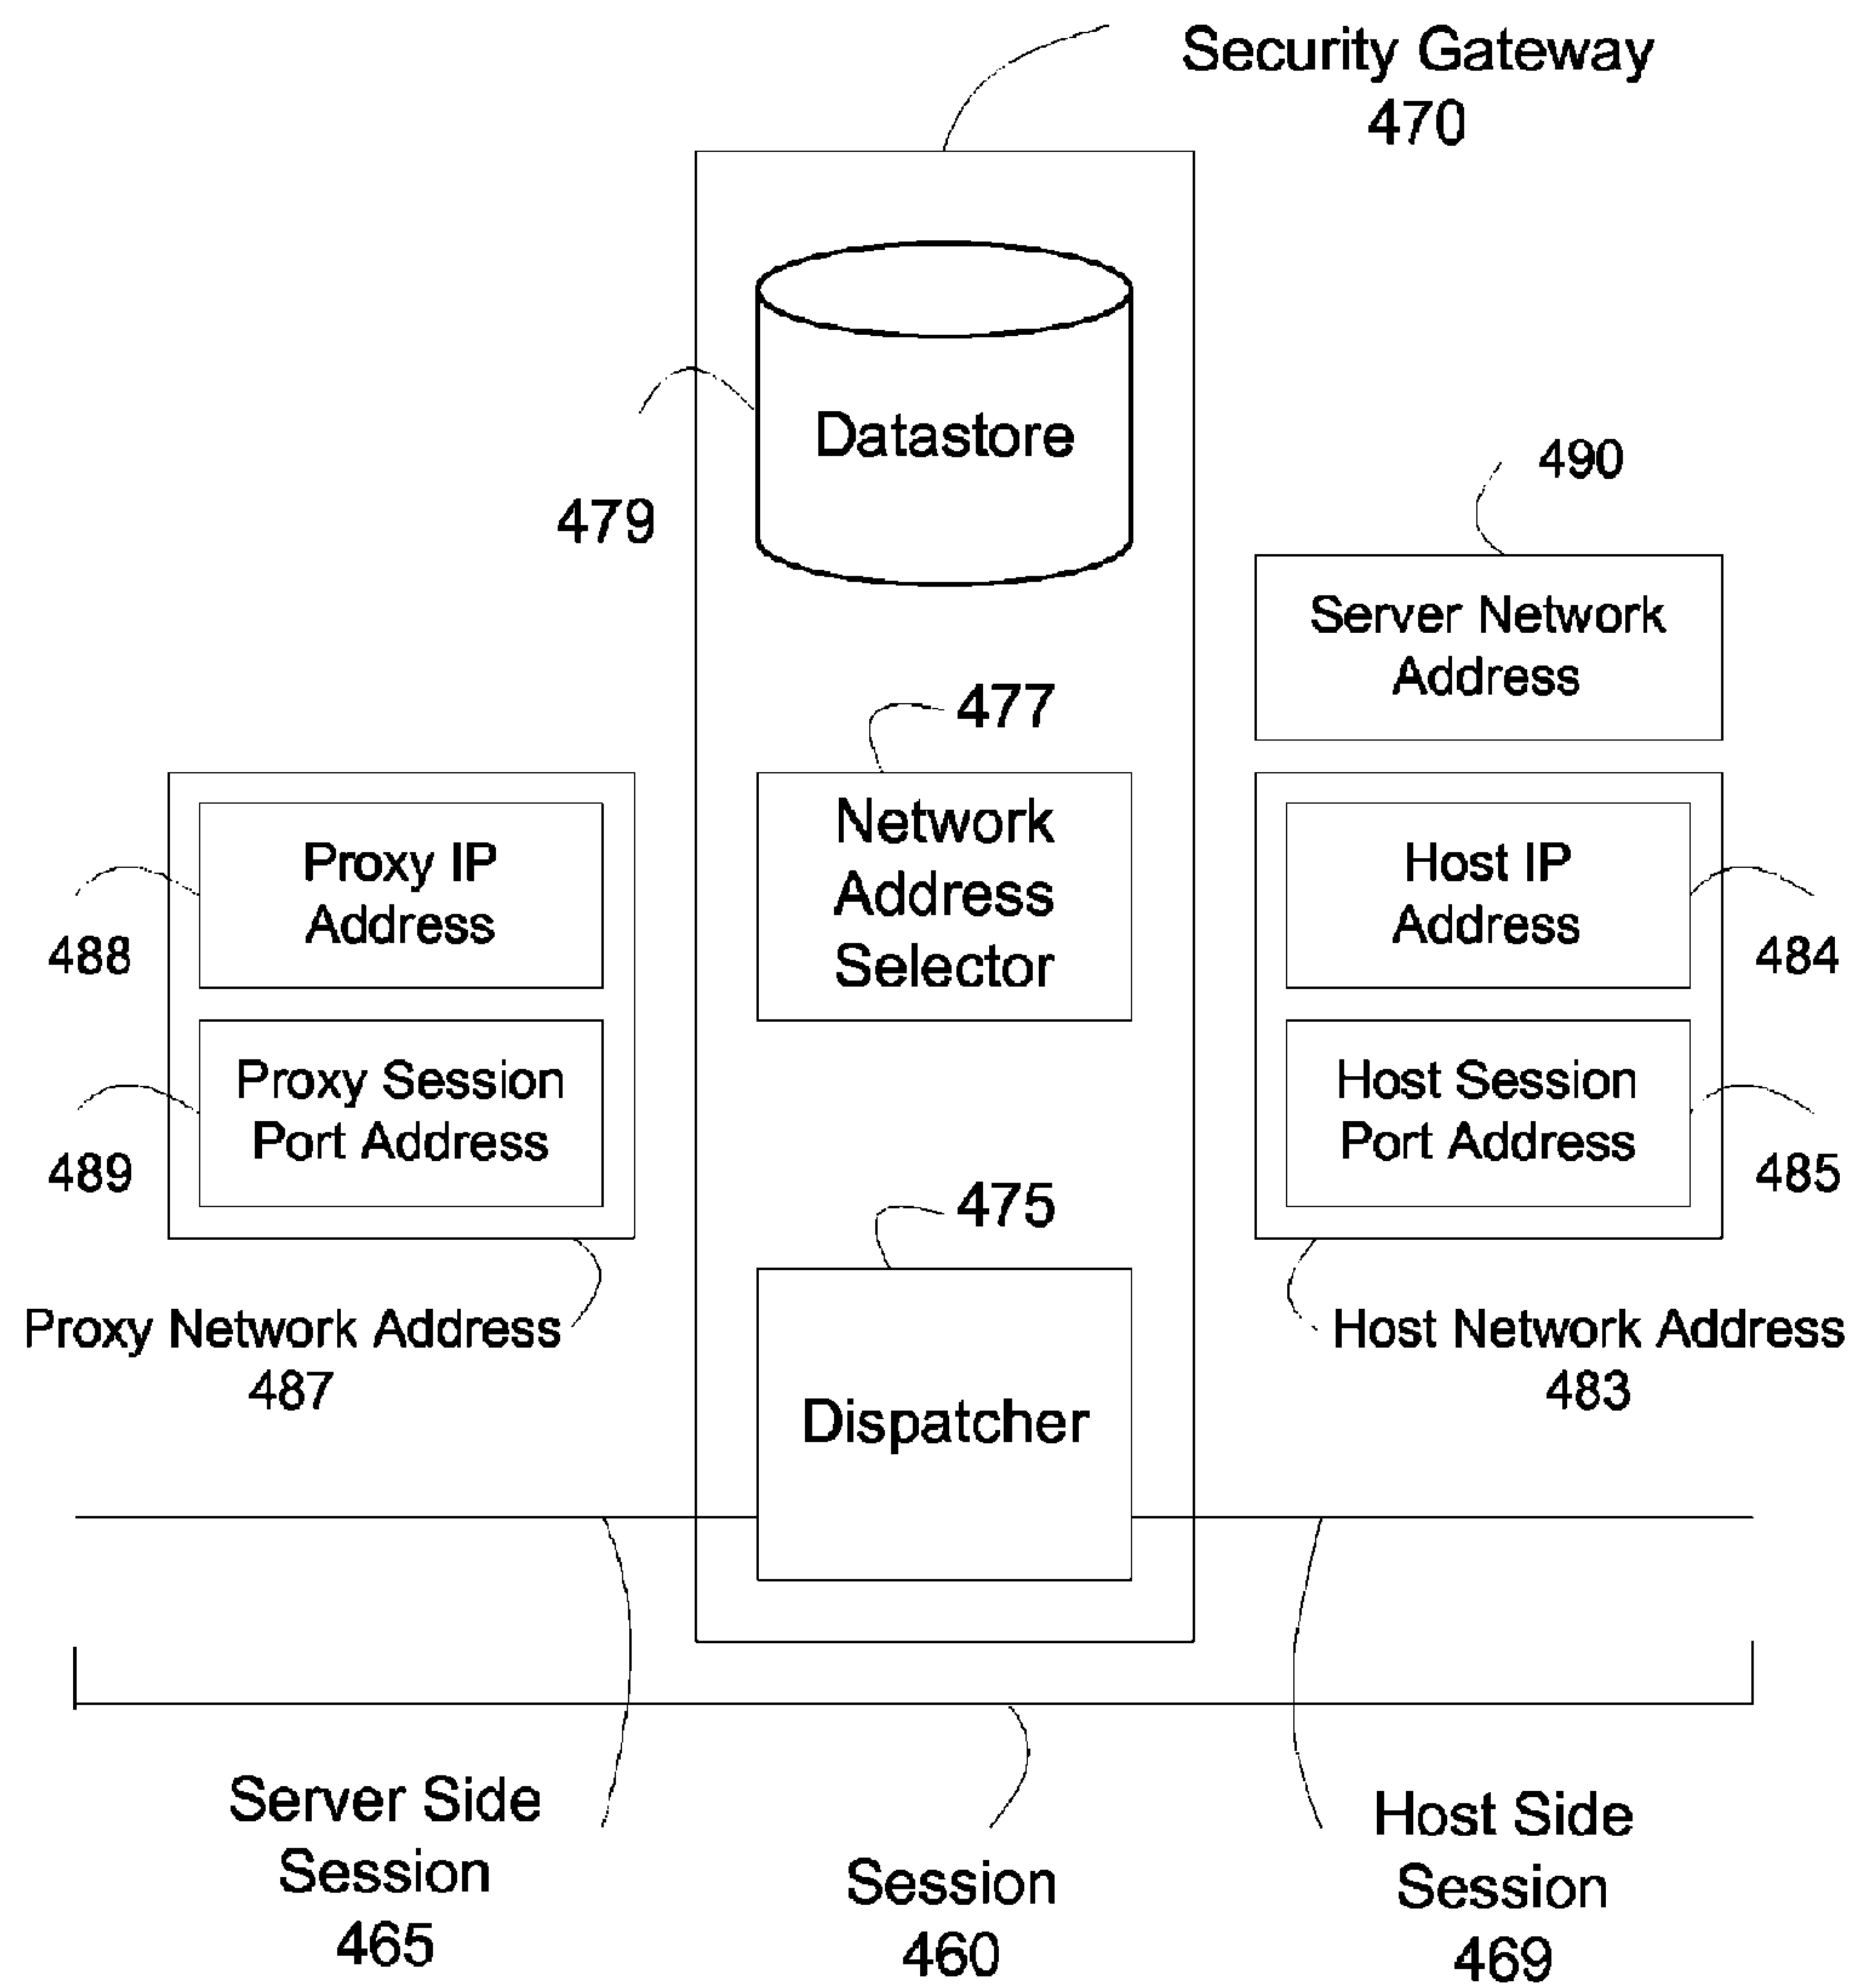 Security Gateway
470
Datastore
479
490
Server Network
Address
477
Network
Address
Selector
Proxy IP
Address
488
Proxy Session
Port Address
489
Host IP
Address
484
Host Session
Port Address
485
475
Proxy Network Address
487
Host Network Address
483
Dispatcher
Server Side
Session
465
Session
460
Host Side
Session
469